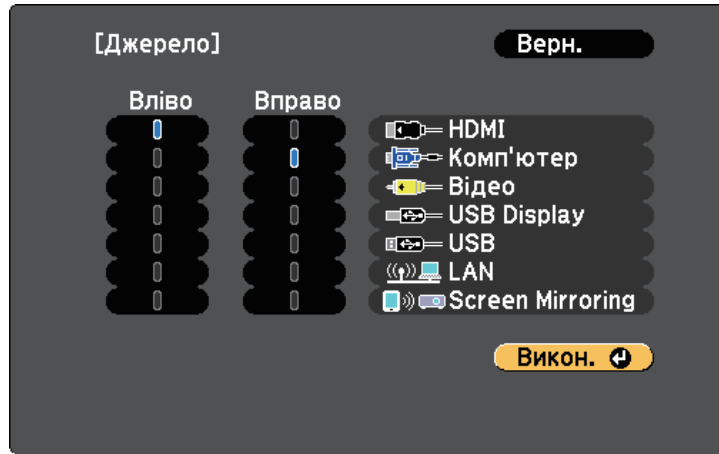 [Джерело] Верн.
Вліво Вправо
HDMI
Комп'ютер
Відео
USB Display
USB
LAN
Screen Mirroring
Викон.